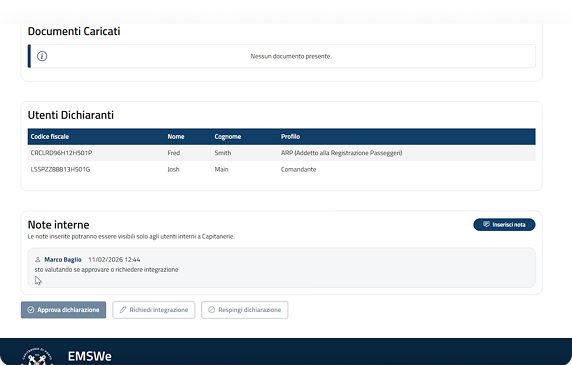 Documenti Caricati
Nessun documento presente.
Utenti Dichiaranti
Codice fiscale Nome Cognome Profilo
CRCLRD96H12H501P Fred Smith ARP (Addetto alla Registrazione Passeggeri)
LSSPZZ88B13H501G Josh Main Comandante
Note interne
Inserisci nota
Le note inserite potranno essere visibili solo agli utenti interni a Capitanerie.
Marco Baglio 11/02/2026 12:44
sto valutando se approvare o richiedere integrazione
Approva dichiarazione Richiedi integrazione Respingi dichiarazione
EMSWe